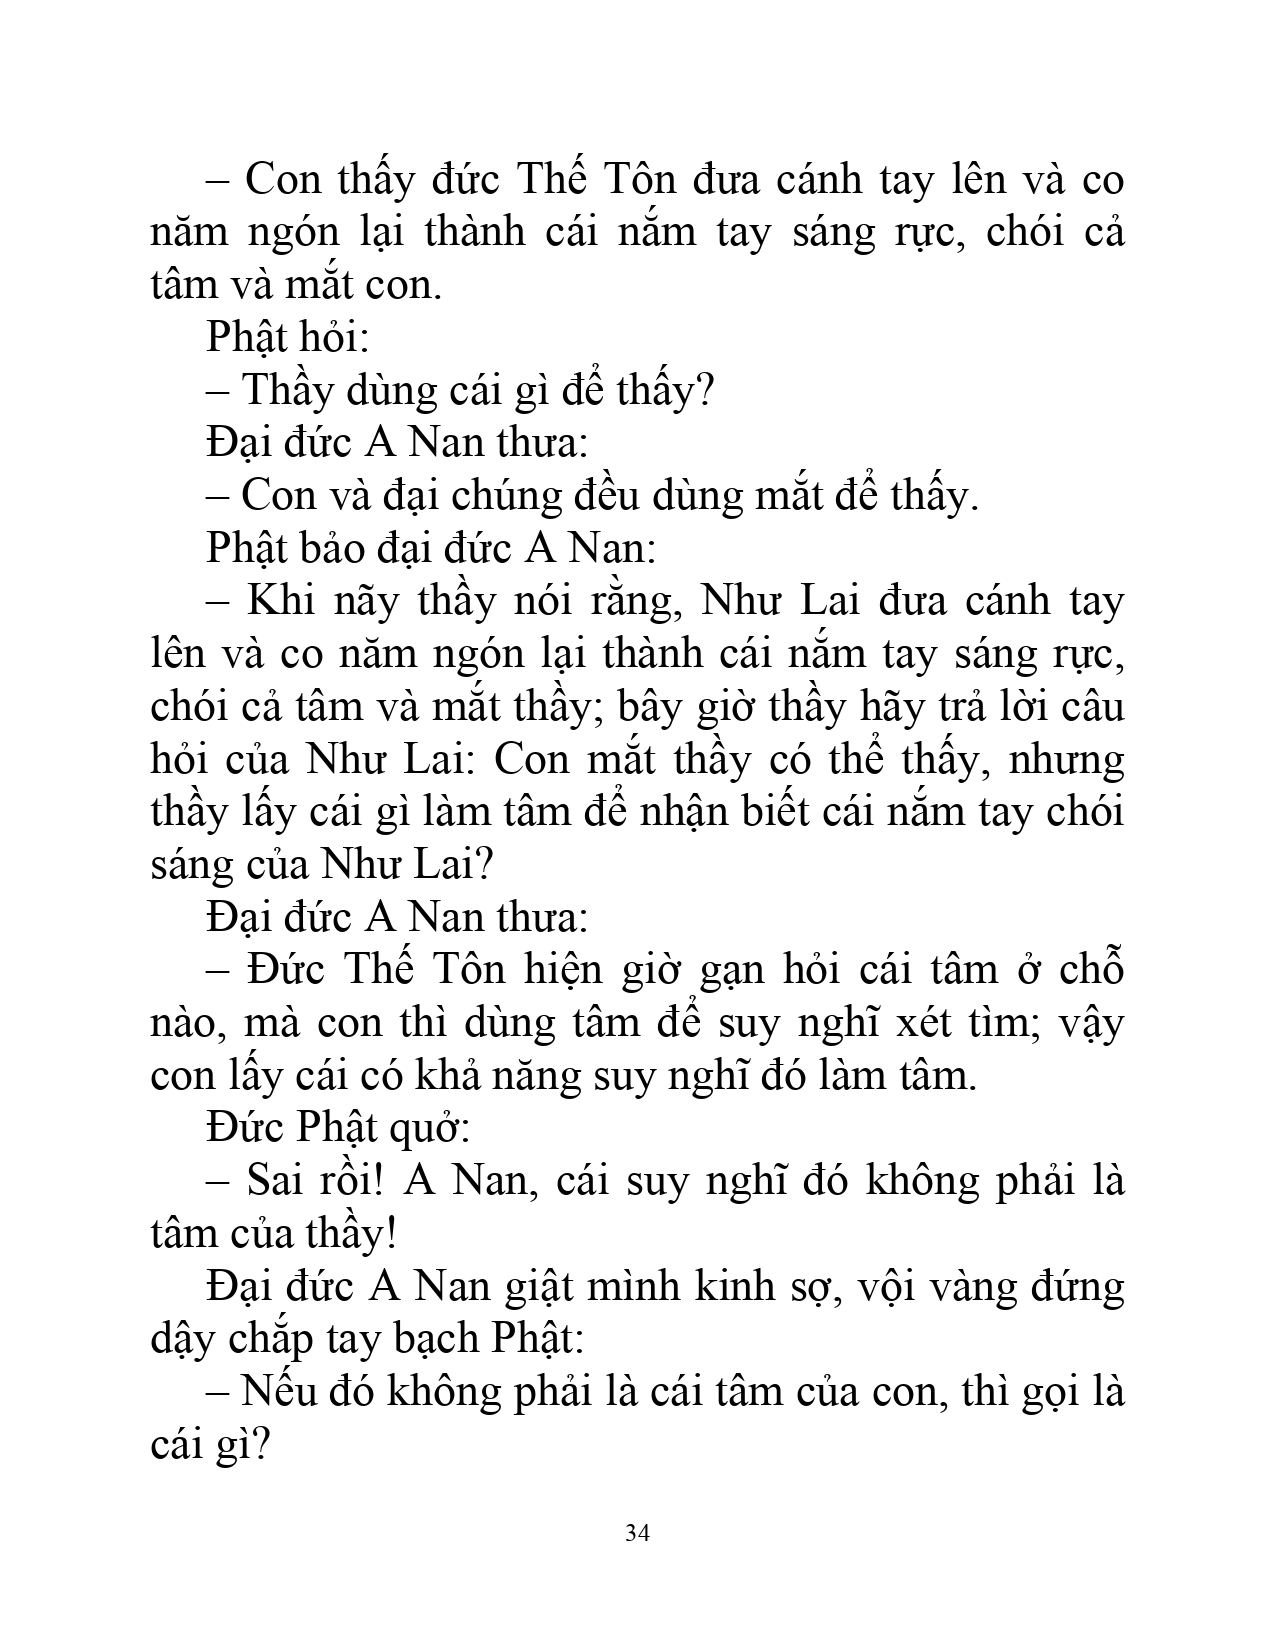 – Con thấy đức Thế Tôn đưa cánh tay lên và co
năm ngón lại thành cái nắm tay sáng rực, chói cả
tâm và mắt con.
Phật hỏi:
– Thầy dùng cái gì để thấy?
Đại đức A Nan thưa:
– Con và đại chúng đều dùng mắt để thấy.
Phật bảo đại đức A Nan:
– Khi nãy thầy nói rằng, Như Lai đưa cánh tay
lên và co năm ngón lại thành cái nắm tay sáng rực,
chói cả tâm và mắt thầy; bây giờ thầy hãy trả lời câu
hỏi của Như Lai: Con mắt thầy có thể thấy, nhưng
thầy lấy cái gì làm tâm để nhận biết cái nắm tay chói
sáng của Như Lai?
Đại đức A Nan thưa:
– Đức Thế Tôn hiện giờ gạn hỏi cái tâm ở chỗ
nào, mà con thì dùng tâm để suy nghĩ xét tìm; vậy
con lấy cái có khả năng suy nghĩ đó làm tâm.
Đức Phật quở:
– Sai rồi! A Nan, cái suy nghĩ đó không phải là
tâm của thầy!
Đại đức A Nan giật mình kinh sợ, vội vàng đứng
dậy chắp tay bạch Phật:
– Nếu đó không phải là cái tâm của con, thì gọi là
cái gì?
34